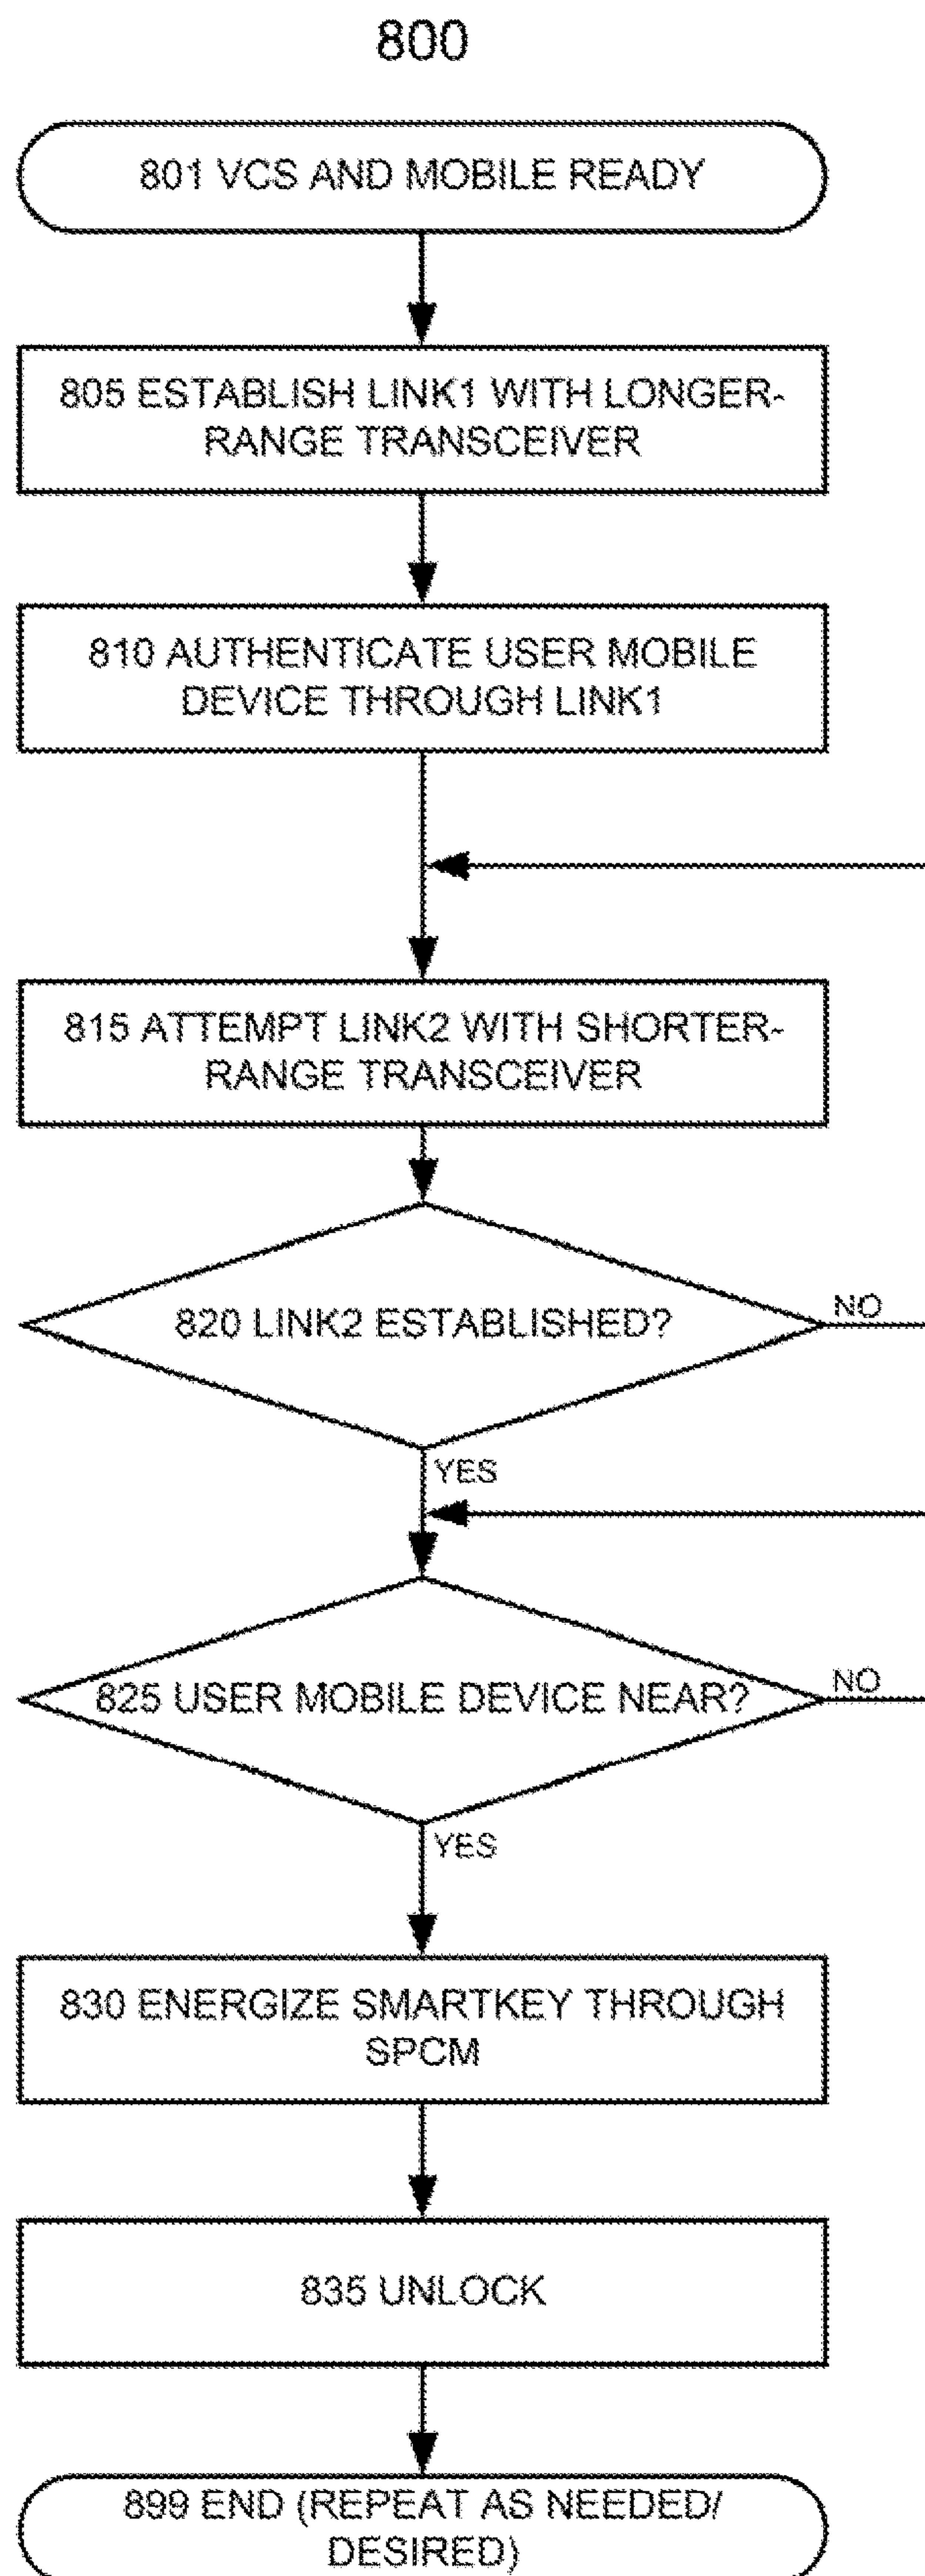 800
801 VCS AND MOBILE READY
805 ESTABLISH LINK1 WITH LONGER-
RANGE TRANSCEIVER
810 AUTHENTICATE USER MOBILE
DEVICE THROUGH LINK1
815 ATTEMPT LINK2 WITH SHORTER-
RANGE TRANSCEIVER
820 LINK2 ESTABLISHED?
NO
YES
825 USER MOBILE DEVICE NEAR?
NO
YES
830 ENERGIZE SMARTKEY THROUGH
SPCM
835 UNLOCK
899 END (REPEAT AS NEEDED/
DESIRED)